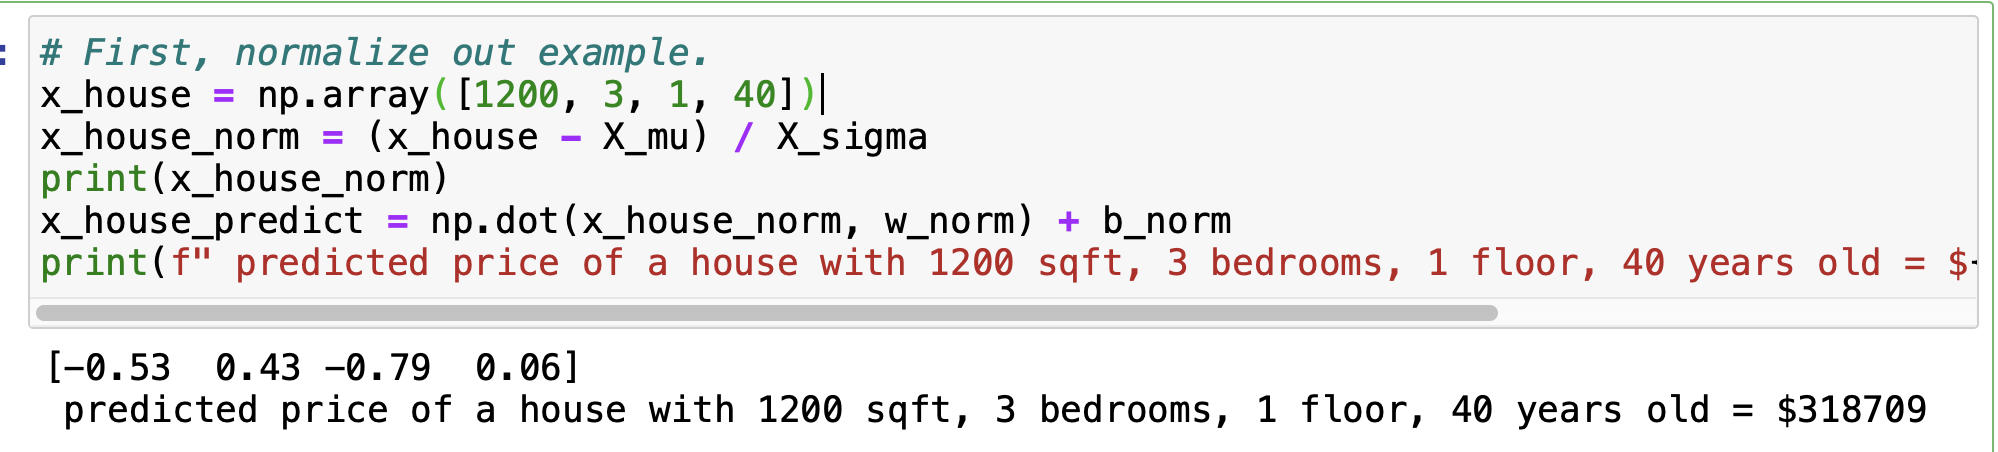 # First, normalize out example.
x_house = np.array([1200, 3, 1, 40])
x_house_norm = (x_house - X_mu) / X_sigma
print(x_house_norm)
x_house_predict = np.dot(x_house_norm, w_norm) + b_norm
print(f" predicted price of a house with 1200 sqft, 3 bedrooms, 1 floor, 40 years old = $
[-0.53  0.43 -0.79  0.06]
 predicted price of a house with 1200 sqft, 3 bedrooms, 1 floor, 40 years old = $318709